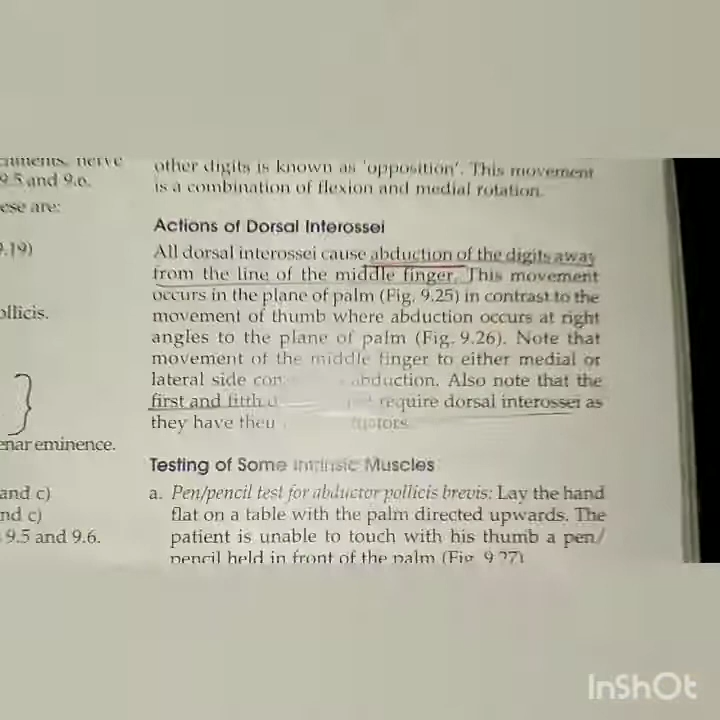 nerve
9.5 and 9.6.
ese are:
9.19)
ollicis.
enar eminence.
and c)
nd c)
9.5 and 9.6.
other digits is known as 'opposition'. This movement
is a combination of flexion and medial rotation.
Actions of Dorsal Interossei
All dorsal interossei cause abduction of the digits away
from the line of the middle finger. This movement
occurs in the plane of palm (Fig. 9.25) in contrast to the
movement of thumb where abduction occurs at right
angles to the plane of palm (Fig. 9.26). Note that
movement of the middle finger to either medial or
lateral side abduction. Also note that the
first and fifth require dorsal interossei as
they have
Testing of Some Intrinsic Muscles
a. Pen/pencil test for abductor pollicis brevis: Lay the hand
flat on a table with the palm directed upwards. The
patient is unable to touch with his thumb a pen/
pencil held in front of the palm (Fig. 9.27)
InShOt